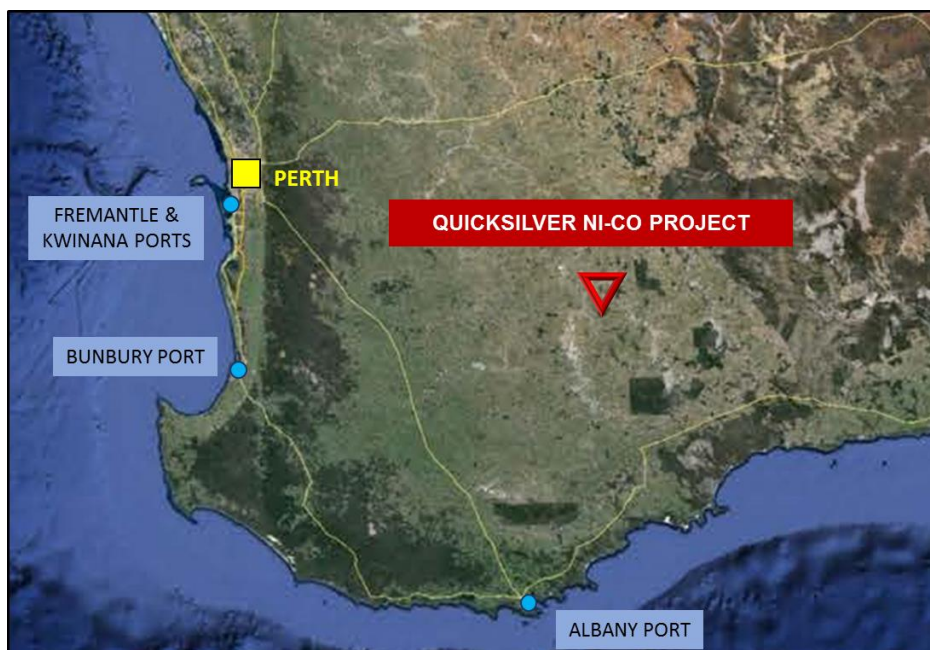 PERTH
FREMANTLE &
KWINANA PORTS
QUICKSILVER NI-CO PROJECT
BUNBURY PORT
ALBANY PORT